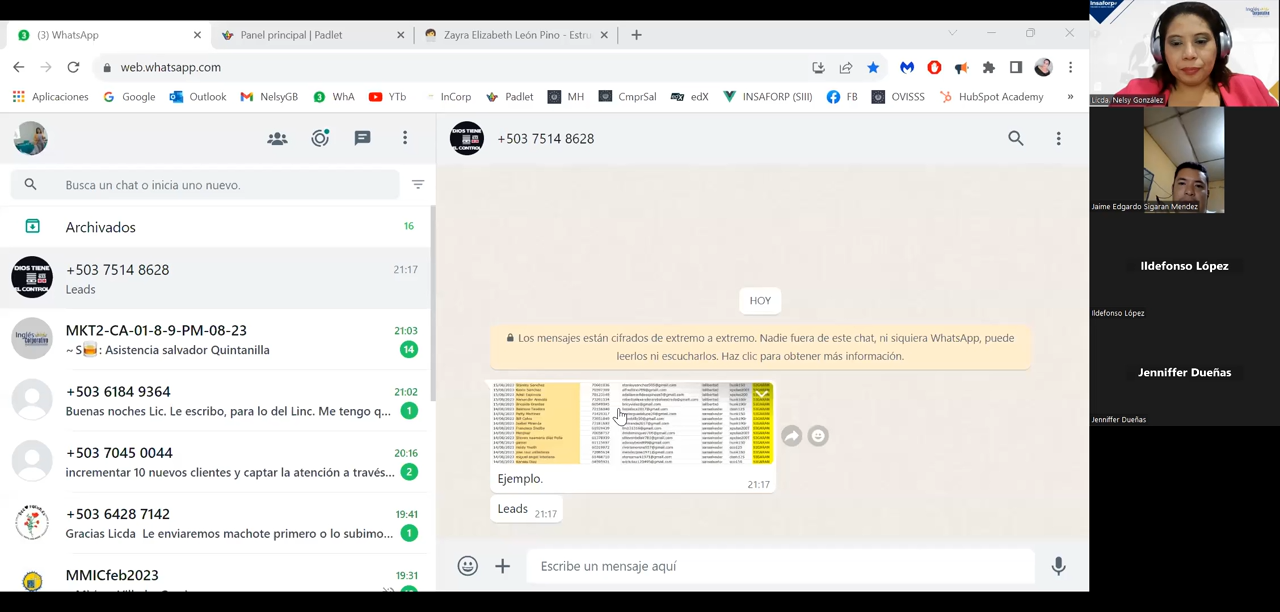 (3) WhatsApp
Panel principal | Padlet
Zayra Elizabeth León Pino - Estru
web.whatsapp.com
Aplicaciones
Google
Outlook
NelsyGB
WhA
YTb
InCorp
Padlet
MH
CmprSal
edX
INSAFORP (SIII)
FB
OVISSS
HubSpot Academy
»
Busca un chat o inicia uno nuevo.
Archivados
16
+503 7514 8628
21:17
Leads
MKT2-CA-01-8-9-PM-08-23
21:03
~ S🍺: Asistencia salvador Quintanilla
14
+503 6184 9364
21:02
Buenas noches Lic. Le escribo, para lo del Linc. Me tengo q...
1
+503 7045 0044
20:16
incrementar 10 nuevos clientes y captar la atención a través...
2
+503 6428 7142
19:41
Gracias Licda Le enviaremos machote primero o lo subimo...
1
MMICfeb2023
19:31
DIOS TIENE
EL CONTROL
+503 7514 8628
HOY
Los mensajes están cifrados de extremo a extremo. Nadie fuera de este chat, ni siquiera WhatsApp, puede
leerlos ni escucharlos. Haz clic para obtener más información.
Ejemplo.
21:17
Leads
21:17
Escribe un mensaje aquí
Insaforp
Licda. Nelsy González
Jaime Edgardo Sigaran Mendez
Ildefonso López
Ildefonso López
Jenniffer Dueñas
Jenniffer Dueñas